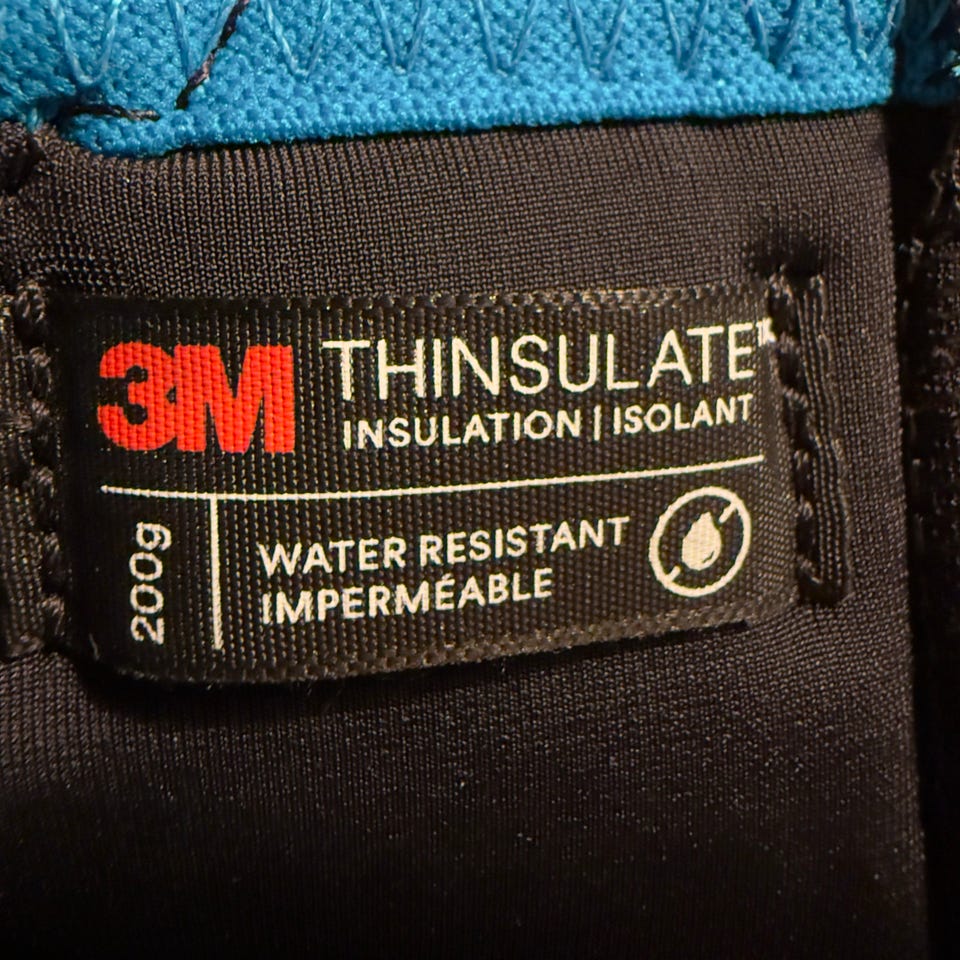 3M THINSULATE™
INSULATION | ISOLANT
200g
WATER RESISTANT
IMPERMÉABLE